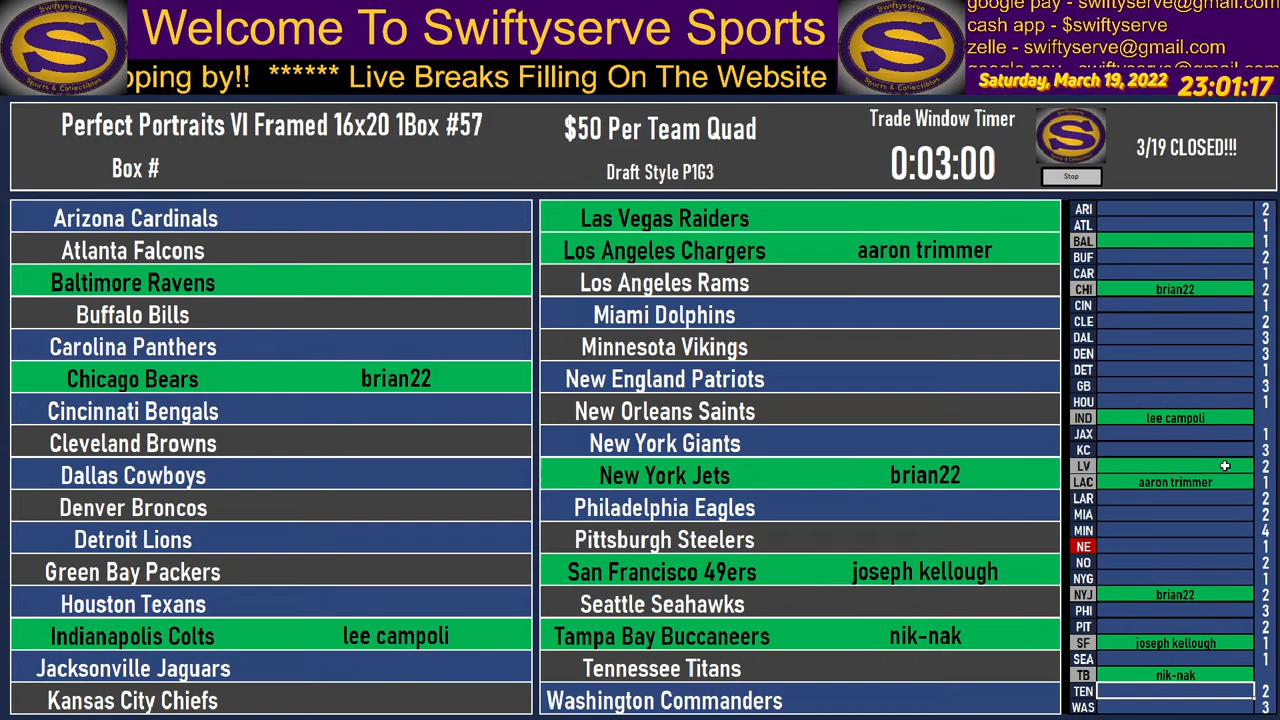 Welcome To Swiftyserve Sports
opping by!! ****** Live Breaks Filling On The Website
google pay - swiftyserve@gmail.com
cash app - $swiftyserve
zelle - swiftyserve@gmail.com
google pay - swiftyserve@gmail.com
Saturday, March 19, 2022 23:01:17
Perfect Portraits VI Framed 16x20 1Box #57
Box #
$50 Per Team Quad
Draft Style P1G3
Trade Window Timer
0:03:00
Stop
3/19 CLOSED!!!
Arizona Cardinals
Atlanta Falcons
Baltimore Ravens
Buffalo Bills
Carolina Panthers
Chicago Bears brian22
Cincinnati Bengals
Cleveland Browns
Dallas Cowboys
Denver Broncos
Detroit Lions
Green Bay Packers
Houston Texans
Indianapolis Colts lee campoli
Jacksonville Jaguars
Kansas City Chiefs
Las Vegas Raiders
Los Angeles Chargers aaron trimmer
Los Angeles Rams
Miami Dolphins
Minnesota Vikings
New England Patriots
New Orleans Saints
New York Giants
New York Jets brian22
Philadelphia Eagles
Pittsburgh Steelers
San Francisco 49ers joseph kellough
Seattle Seahawks
Tampa Bay Buccaneers nik-nak
Tennessee Titans
Washington Commanders
ARI 2
ATL 1
BAL 1
BUF 2
CAR 1
CHI brian22 2
CIN 1
CLE 2
DAL 3
DEN 3
DET 1
GB 3
HOU 1
IND lee campoli
JAX 1
KC 3
LV 2
LAC aaron trimmer 1
LAR 2
MIA 2
MIN 4
NE 1
NO 2
NYG 1
NYJ brian22 2
PHI 3
PIT 2
SF joseph kellough 1
SEA 1
TB nik-nak
TEN 2
WAS 3